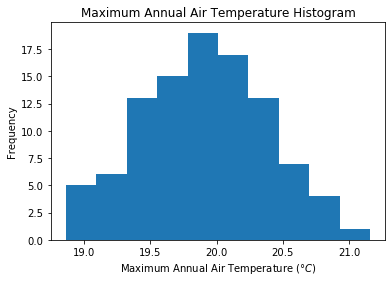 Maximum Annual Air Temperature Histogram
17.5
15.0
12.5
10.0
7.5
5.0
2.5
0.0
Frequency
19.0 19.5 20.0 20.5 21.0
Maximum Annual Air Temperature (°C)